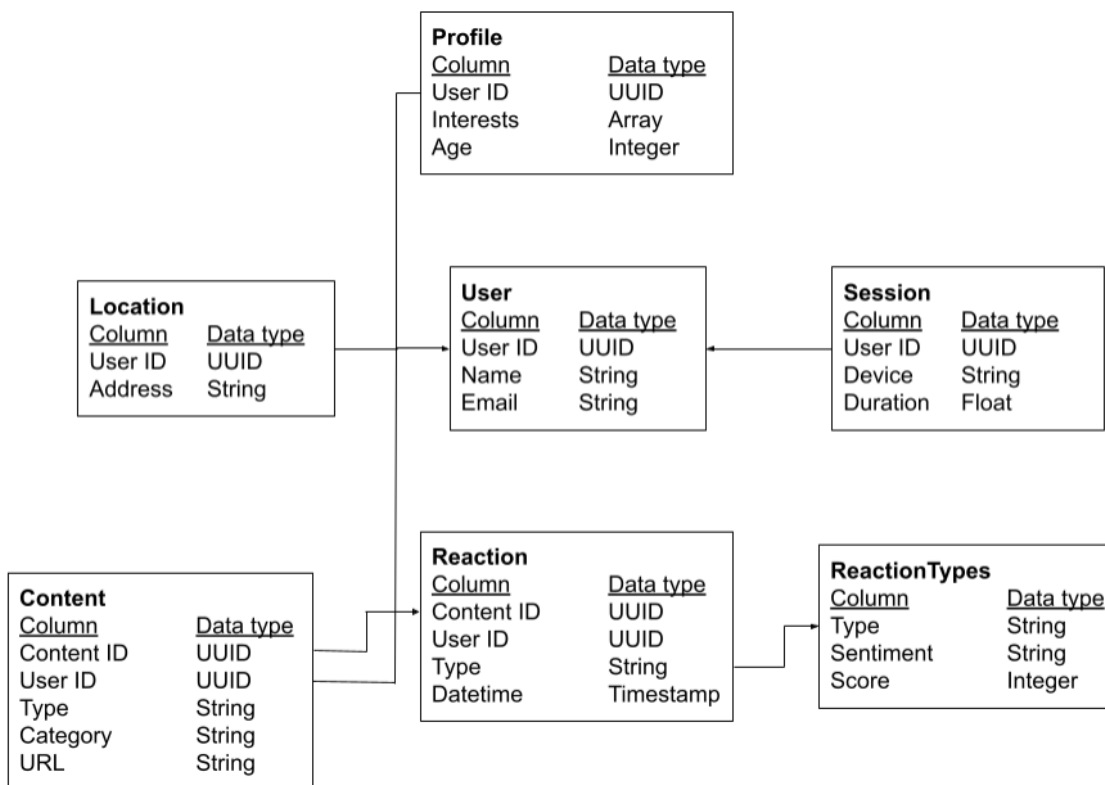 Profile
Column Data type
User ID UUID
Interests Array
Age Integer
Location
Column Data type
User ID UUID
Address String
User
Column Data type
User ID UUID
Name String
Email String
Session
Column Data type
User ID UUID
Device String
Duration Float
Content
Column Data type
Content ID UUID
User ID UUID
Type String
Category String
URL String
Reaction
Column Data type
Content ID UUID
User ID UUID
Type String
Datetime Timestamp
ReactionTypes
Column Data type
Type String
Sentiment String
Score Integer